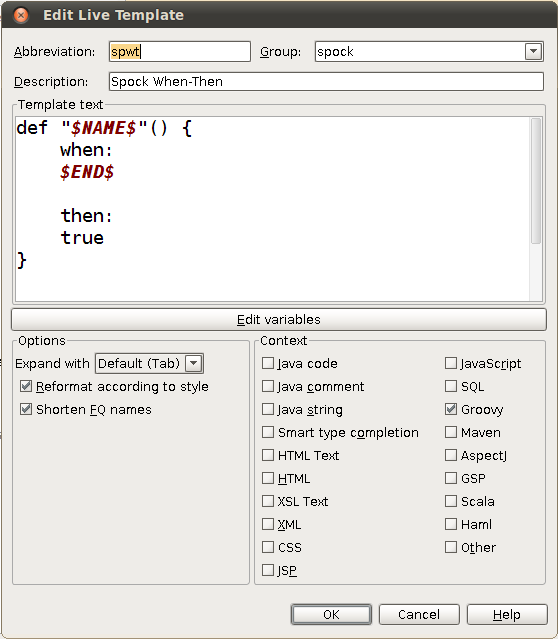 Edit Live Template
Abbreviation: spwt Group: spock
Description: Spock When-Then
Template text
def "$NAME$"() {
    when:
    $END$

    then:
    true
}
Edit variables
Options
Expand with Default (Tab)
Reformat according to style
Shorten FQ names
Context
Java code
Java comment
Java string
Smart type completion
HTML Text
HTML
XSL Text
XML
CSS
JSP
JavaScript
SQL
Groovy
Maven
AspectJ
GSP
Scala
Haml
Other
OK Cancel Help